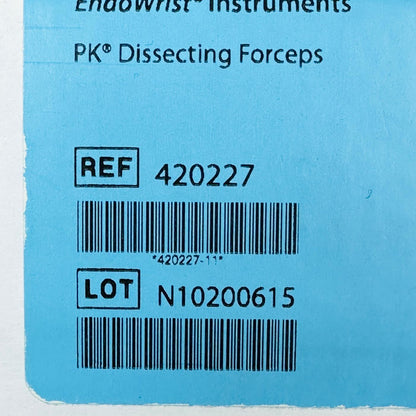 EndoWrist® Instruments
PK® Dissecting Forceps
REF 420227
*420227-11*
LOT N10200615